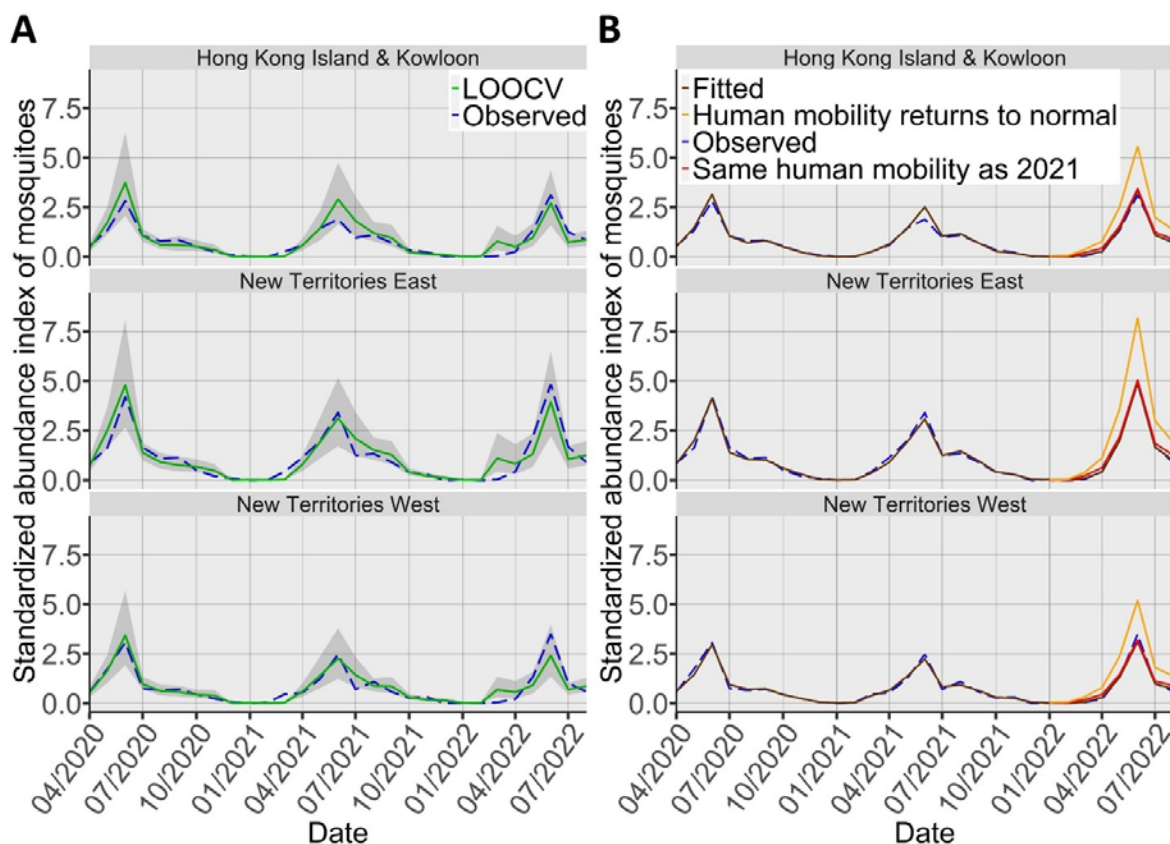 A
Hong Kong Island & Kowloon
LOOCV
Observed
7.5
5.0
2.5
0.0
New Territories East
7.5
5.0
2.5
0.0
New Territories West
7.5
5.0
2.5
0.0
Standardized abundance index of mosquitoes
04/2020
07/2020
10/2020
01/2021
04/2021
07/2021
10/2021
01/2022
04/2022
07/2022
Date
B
Hong Kong Island & Kowloon
Fitted
Human mobility returns to normal
Observed
Same human mobility as 2021
7.5
5.0
2.5
0.0
New Territories East
7.5
5.0
2.5
0.0
New Territories West
7.5
5.0
2.5
0.0
Standardized abundance index of mosquitoes
04/2020
07/2020
10/2020
01/2021
04/2021
07/2021
10/2021
01/2022
04/2022
07/2022
Date